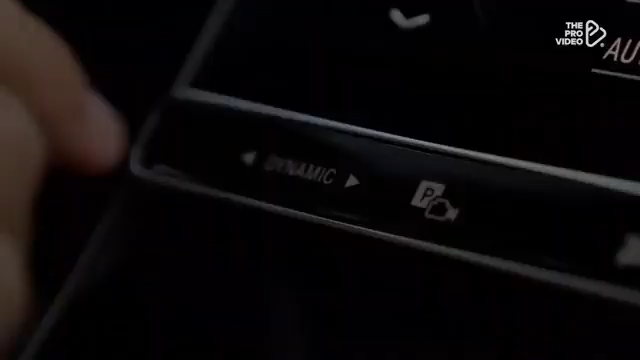 THE
PRO
VIDEO
AU
◀ DYNAMIC ▶
P